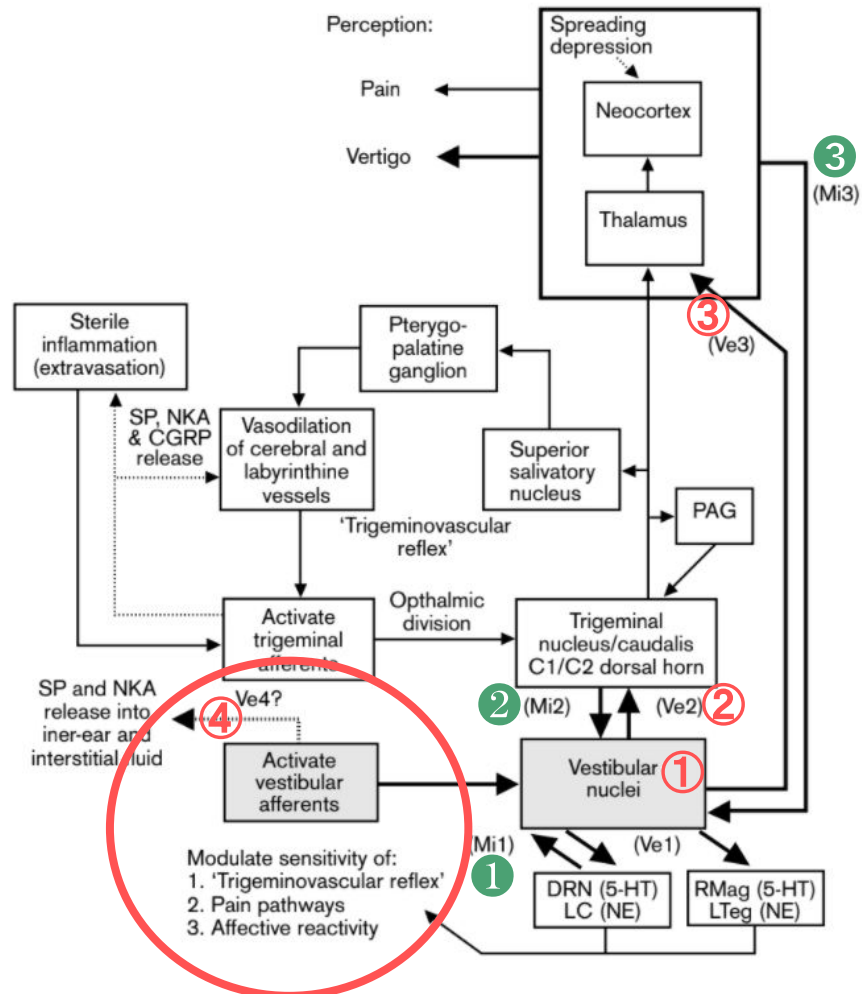 Perception:
Spreading
depression
Pain
Neocortex
Vertigo
❸
(Mi3)
Thalamus
③
(Ve3)
Sterile
inflammation
(extravasation)
Pterygo-
palatine
ganglion
SP, NKA
& CGRP
release
Vasodilation
of cerebral and
labyrinthine
vessels
Superior
salivatory
nucleus
PAG
'Trigeminovascular
reflex'
Activate
trigeminal
afferents
Opthalmic
division
Trigeminal
nucleus/caudalis
C1/C2 dorsal horn
SP and NKA
release into
iner-ear and
interstitial fluid
Ve4?
④
❷ (Mi2)
(Ve2) ②
Activate
vestibular
afferents
Vestibular
nuclei
①
(Mi1)
❶
(Ve1)
Modulate sensitivity of:
1. 'Trigeminovascular reflex'
2. Pain pathways
3. Affective reactivity
DRN (5-HT)
LC (NE)
RMag (5-HT)
LTeg (NE)